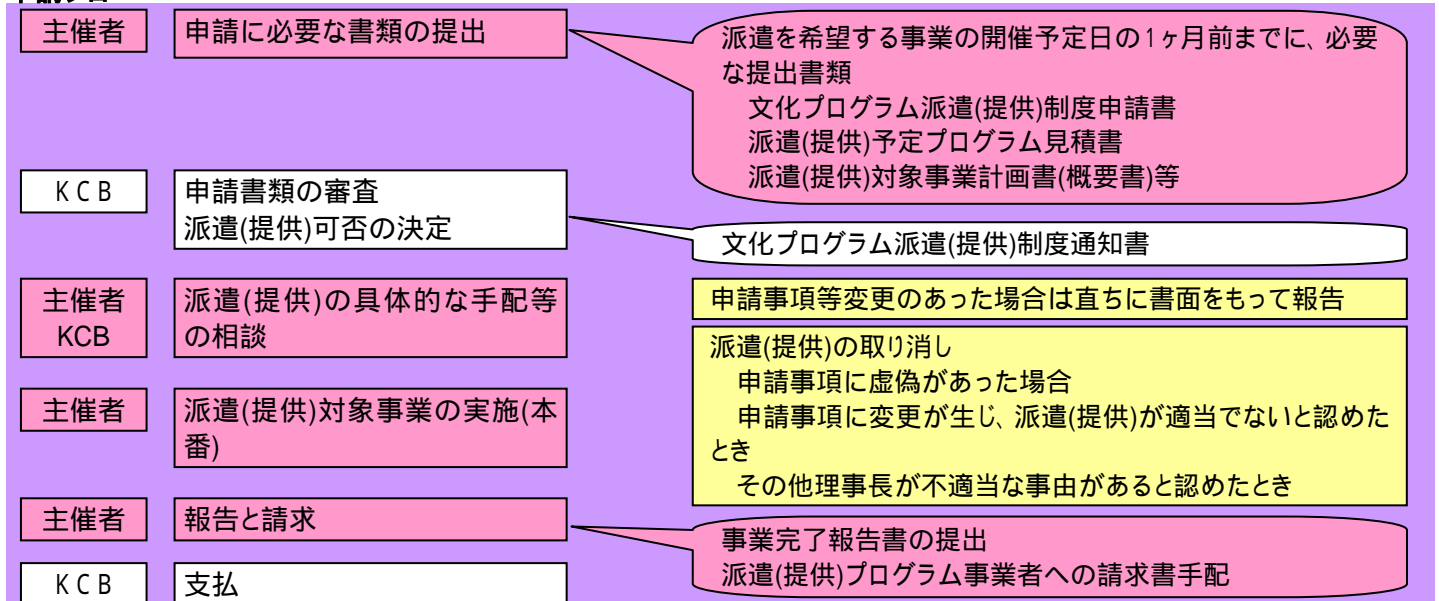 主催者
申請に必要な書類の提出
派遣を希望する事業の開催予定日の1ヶ月前までに、必要
な提出書類
文化プログラム派遣(提供)制度申請書
派遣(提供)予定プログラム見積書
派遣(提供)対象事業計画書(概要書)等
KCB
申請書類の審査
派遣(提供)可否の決定
文化プログラム派遣(提供)制度通知書
主催者
KCB
派遣(提供)の具体的な手配等
の相談
申請事項等変更のあった場合は直ちに書面をもって報告
派遣(提供)の取り消し
申請事項に虚偽があった場合
申請事項に変更が生じ、派遣(提供)が適当でないと認めた
とき
その他理事長が不適当な事由があると認めたとき
主催者
派遣(提供)対象事業の実施(本
番)
主催者
報告と請求
事業完了報告書の提出
派遣(提供)プログラム事業者への請求書手配
KCB
支払